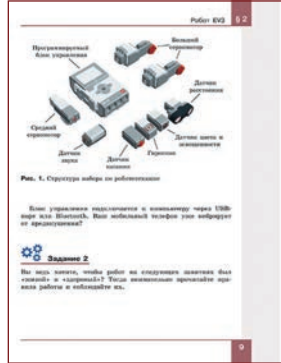 Робот EV3 § 2
Программируемый
блок управления
Большой
сервомотор
Датчик
расстояния
Средний
сервомотор
Датчик
звука
Датчик
касания
Гироскоп
Датчик цвета и
освещенности
Рис. 1. Структура набора по робототехнике
Блок управления подключается к компьютеру через USB-
порт или Bluetooth. Ваш мобильный телефон уже вибрирует
от предвкушения?
Задание 2
Вы ведь хотите, чтобы робот на следующих занятиях был
«живой» и «здоровый»? Тогда внимательно прочитайте пра-
вила работы и соблюдайте их.
9